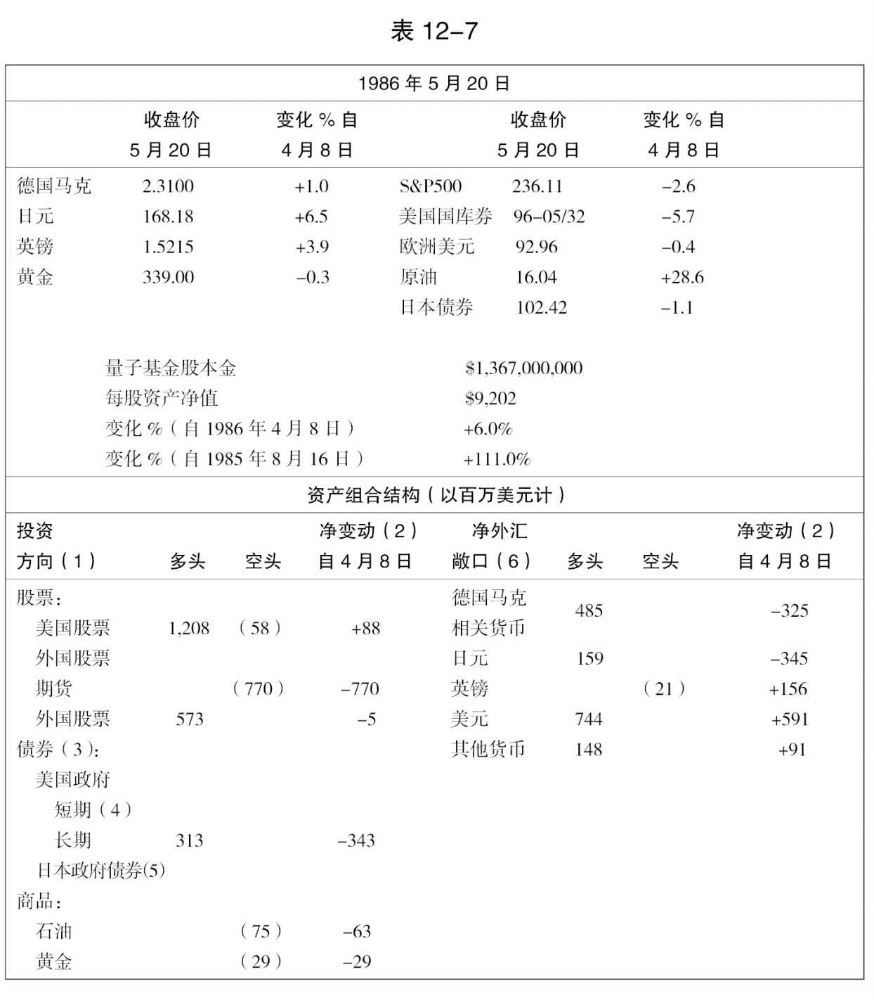 表 12–7
1986 年 5 月 20 日
收盘价 变化 % 自 收盘价 变化 % 自
5 月 20 日 4 月 8 日 5 月 20 日 4 月 8 日
德国马克 2.3100 +1.0 S&P500 236.11 –2.6
日元 168.18 +6.5 美国国库券 96–05/32 –5.7
英镑 1.5215 +3.9 欧洲美元 92.96 –0.4
黄金 339.00 –0.3 原油 16.04 +28.6
日本债券 102.42 –1.1
量子基金股本金 $1,367,000,000
每股资产净值 $9,202
变化 %（自 1986 年 4 月 8 日） +6.0%
变化 %（自 1985 年 8 月 16 日） +111.0%
资产组合结构（以百万美元计）
投资 净变动（2） 净外汇 净变动（2）
方向（1） 多头 空头 自 4 月 8 日 敞口（6） 多头 空头 自 4 月 8 日
股票： 德国马克 485 –325
美国股票 1,208 （58） +88 相关货币
外国股票 日元 159 –345
期货 （770） –770 英镑 （21） +156
外国股票 573 –5 美元 744 +591
债券（3）： 其他货币 148 +91
美国政府
短期（4）
长期 313 –343
日本政府债券(5)
商品：
石油 （75） –63
黄金 （29） –29